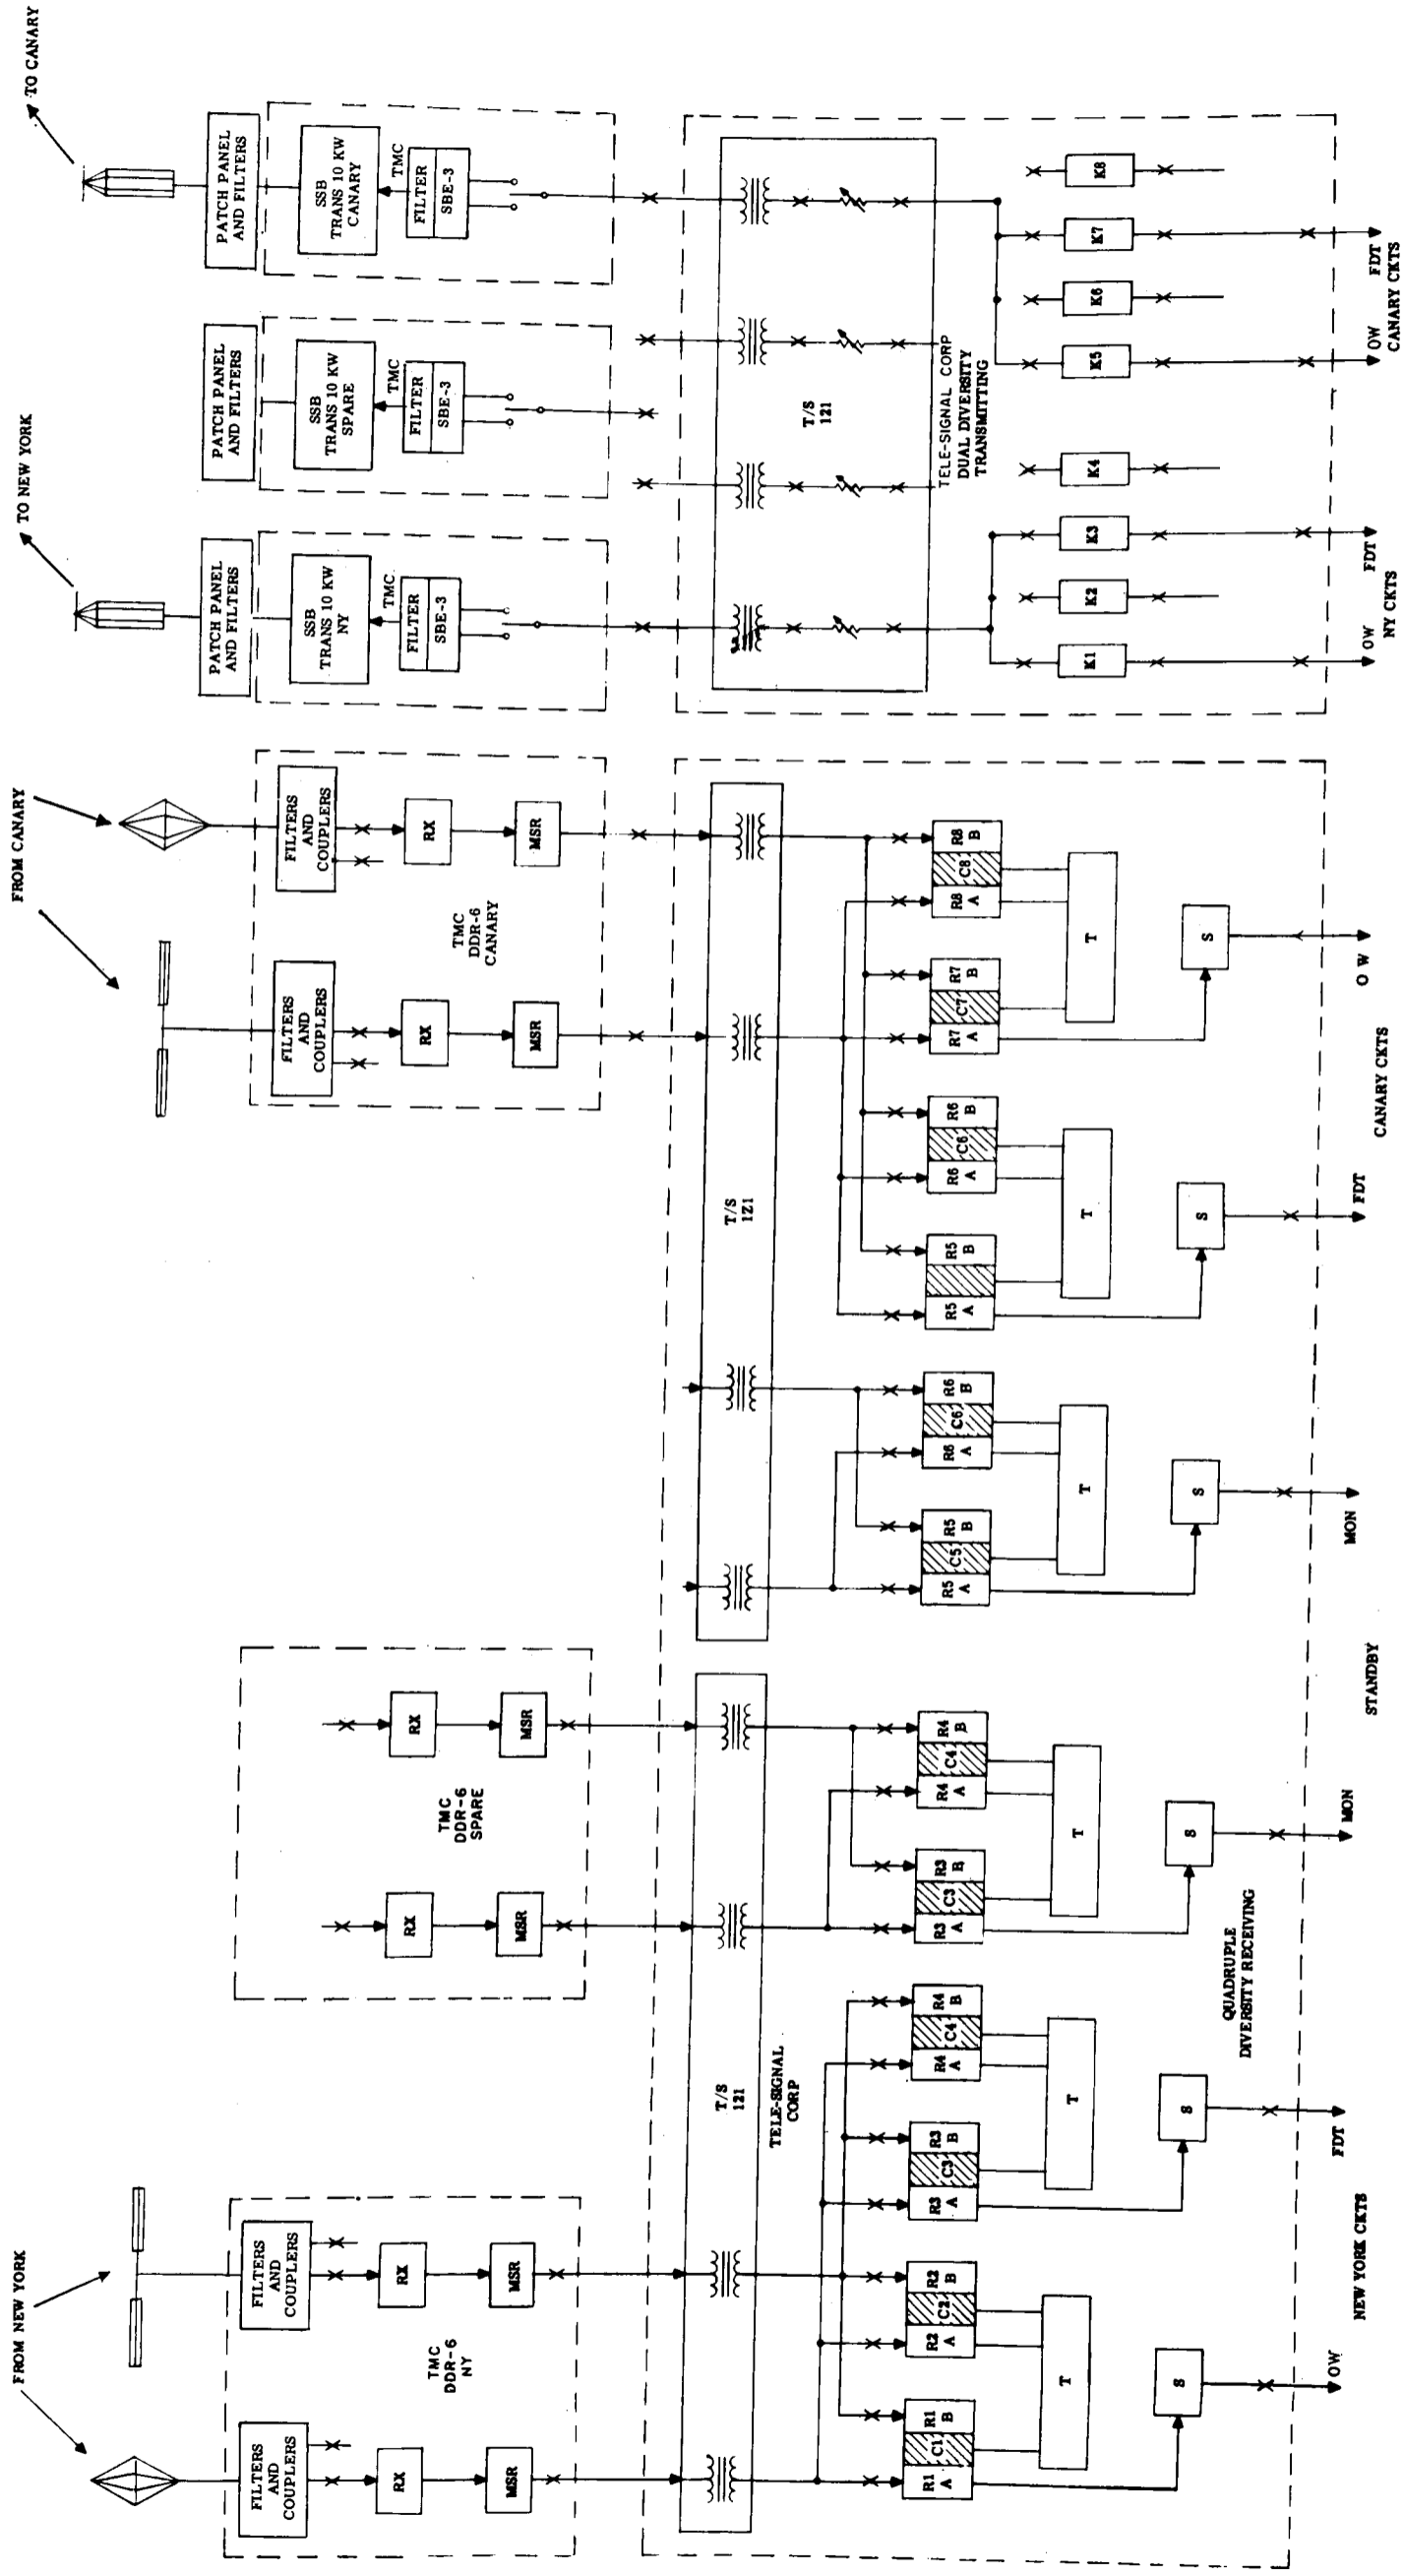 FROM NEW YORK
FROM CANARY
TO NEW YORK
TO CANARY
FILTERS
AND
COUPLERS
FILTERS
AND
COUPLERS
FILTERS
AND
COUPLERS
FILTERS
AND
COUPLERS
PATCH PANEL
AND FILTERS
PATCH PANEL
AND FILTERS
PATCH PANEL
AND FILTERS
SSB
TRANS 10 KW
NY
SSB
TRANS 10 KW
SPARE
SSB
TRANS 10 KW
CANARY
TMC
TMC
TMC
RX
RX
RX
RX
RX
RX
FILTER
SBE-3
FILTER
SBE-3
FILTER
SBE-3
TMC
DDR-6
NY
TMC
DDR-6
SPARE
TMC
DDR-6
CANARY
MSR
MSR
MSR
MSR
MSR
MSR
T/S
121
T/S
121
T/S
121
TELE-SIGNAL
CORP
TELE-SIGNAL CORP
DUAL DIVERSITY
TRANSMITTING
R1
A
C1
R1
B
R2
A
C2
R2
B
R3
A
C3
R3
B
R4
A
C4
R4
B
R3
A
C3
R3
B
R4
A
C4
R4
B
R5
A
C5
R5
B
R6
A
C6
R6
B
R5
A
R5
B
R6
A
C6
R6
B
R7
A
C7
R7
B
R8
A
C8
R8
B
K1
K2
K3
K4
K5
K6
K7
K8
T
T
T
T
T
T
S
S
S
S
S
S
QUADRUPLE
DIVERSITY RECEIVING
OW
FDT
MON
MON
FDT
O W
OW
FDT
OW
FDT
NEW YORK CKTS
STANDBY
CANARY CKTS
NY CKTS
CANARY CKTS